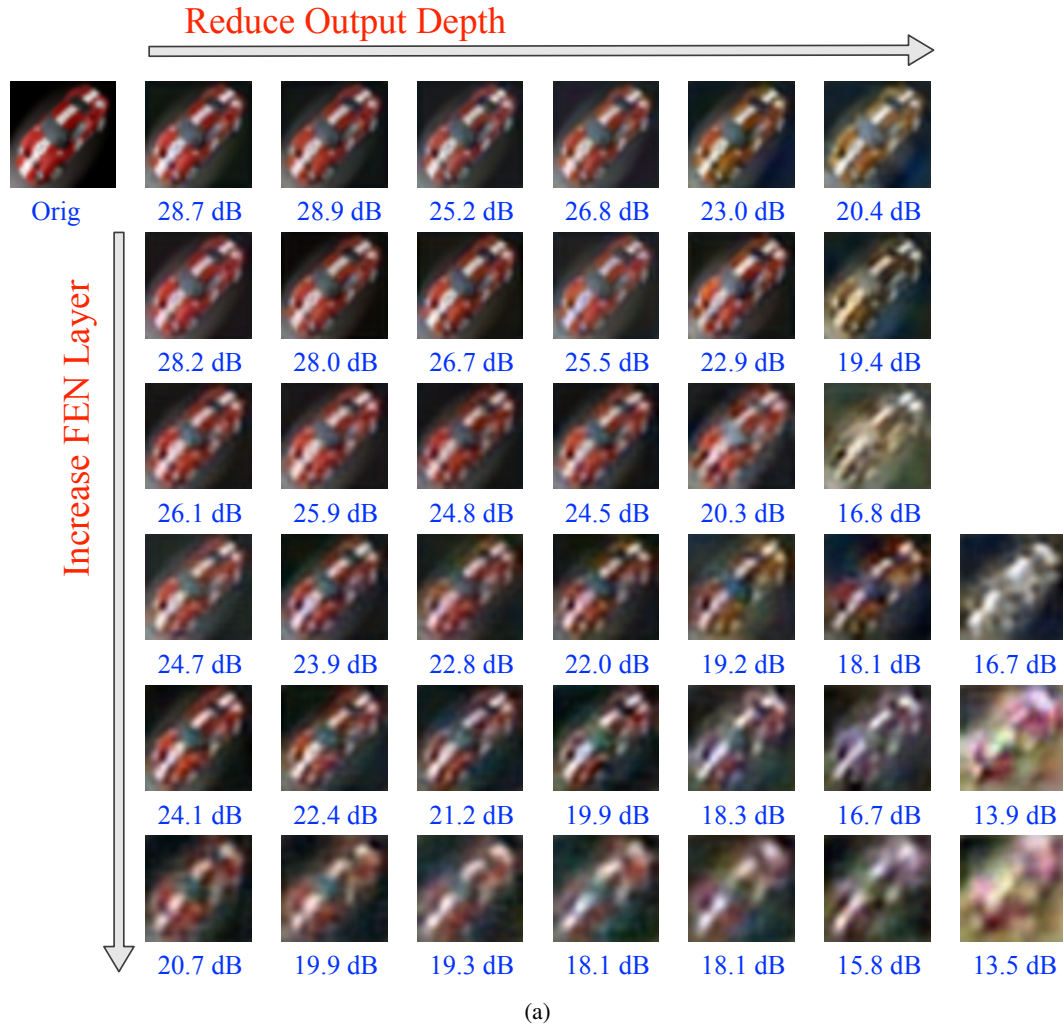 Reduce Output Depth
Orig
28.7 dB 28.9 dB 25.2 dB 26.8 dB 23.0 dB 20.4 dB
Increase FEN Layer
28.2 dB 28.0 dB 26.7 dB 25.5 dB 22.9 dB 19.4 dB
26.1 dB 25.9 dB 24.8 dB 24.5 dB 20.3 dB 16.8 dB
24.7 dB 23.9 dB 22.8 dB 22.0 dB 19.2 dB 18.1 dB 16.7 dB
24.1 dB 22.4 dB 21.2 dB 19.9 dB 18.3 dB 16.7 dB 13.9 dB
20.7 dB 19.9 dB 19.3 dB 18.1 dB 18.1 dB 15.8 dB 13.5 dB
(a)